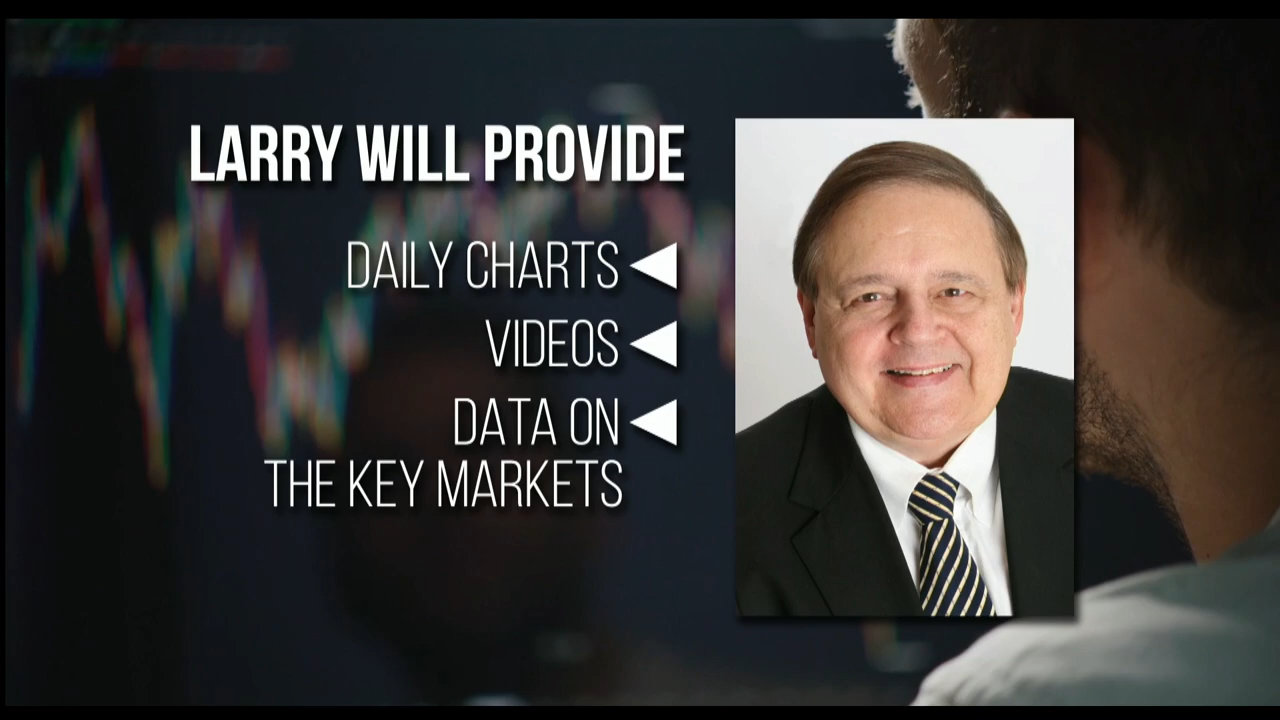 LARRY WILL PROVIDE
DAILY CHARTS
VIDEOS
DATA ON
THE KEY MARKETS